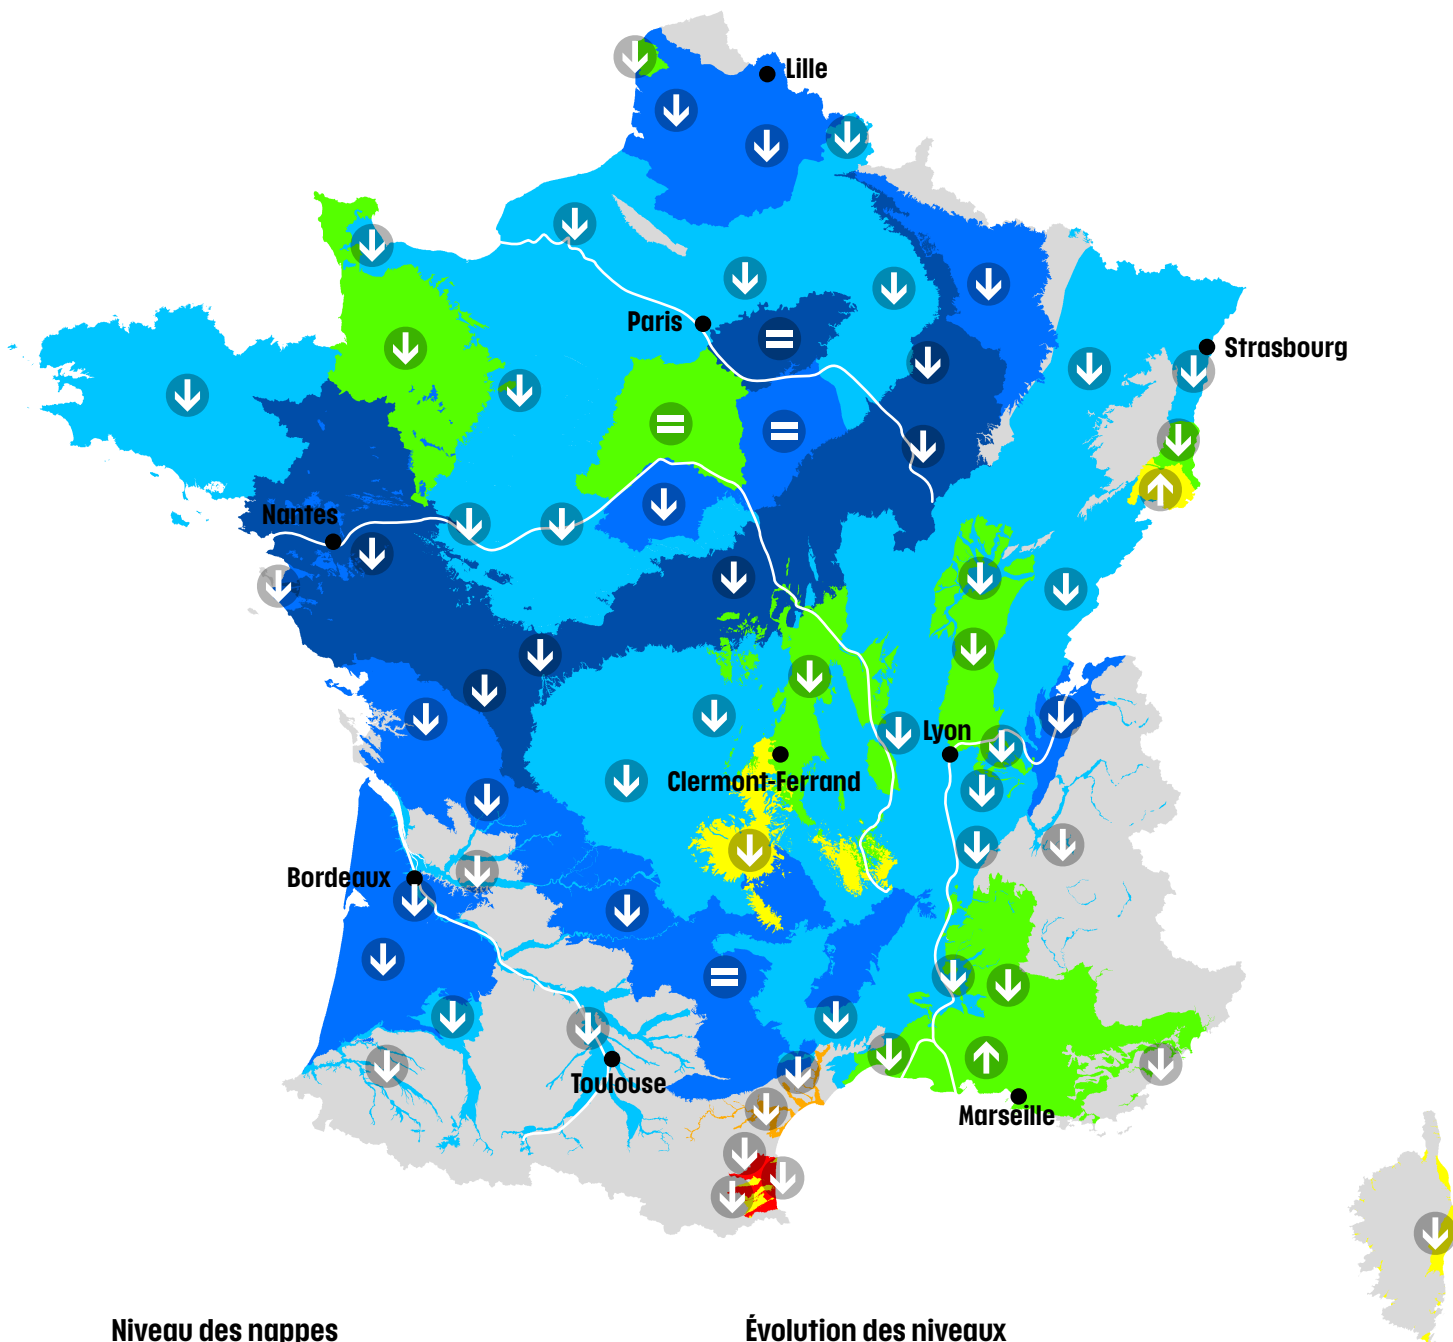 Lille
Paris
Strasbourg
Nantes
Lyon
Clermont-Ferrand
Bordeaux
Toulouse
Marseille
Niveau des nappes
Évolution des niveaux